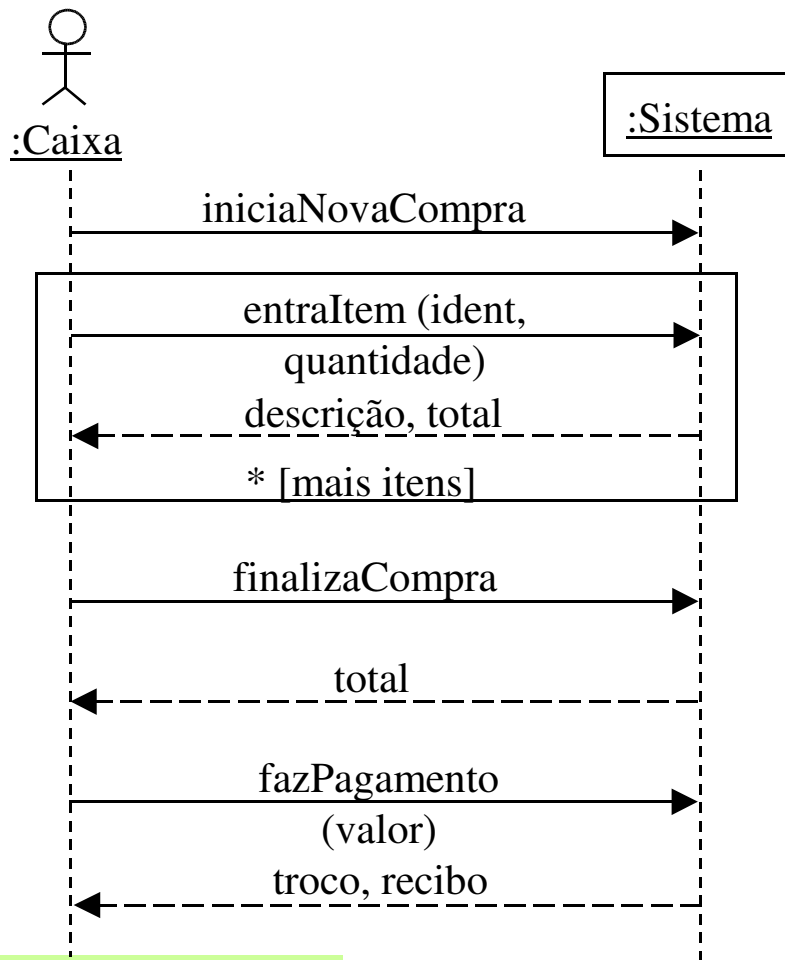 :Caixa
:Sistema
iniciaNovaCompra
entraItem (ident,
quantidade)
descrição, total
* [mais itens]
finalizaCompra
total
fazPagamento
(valor)
troco, recibo